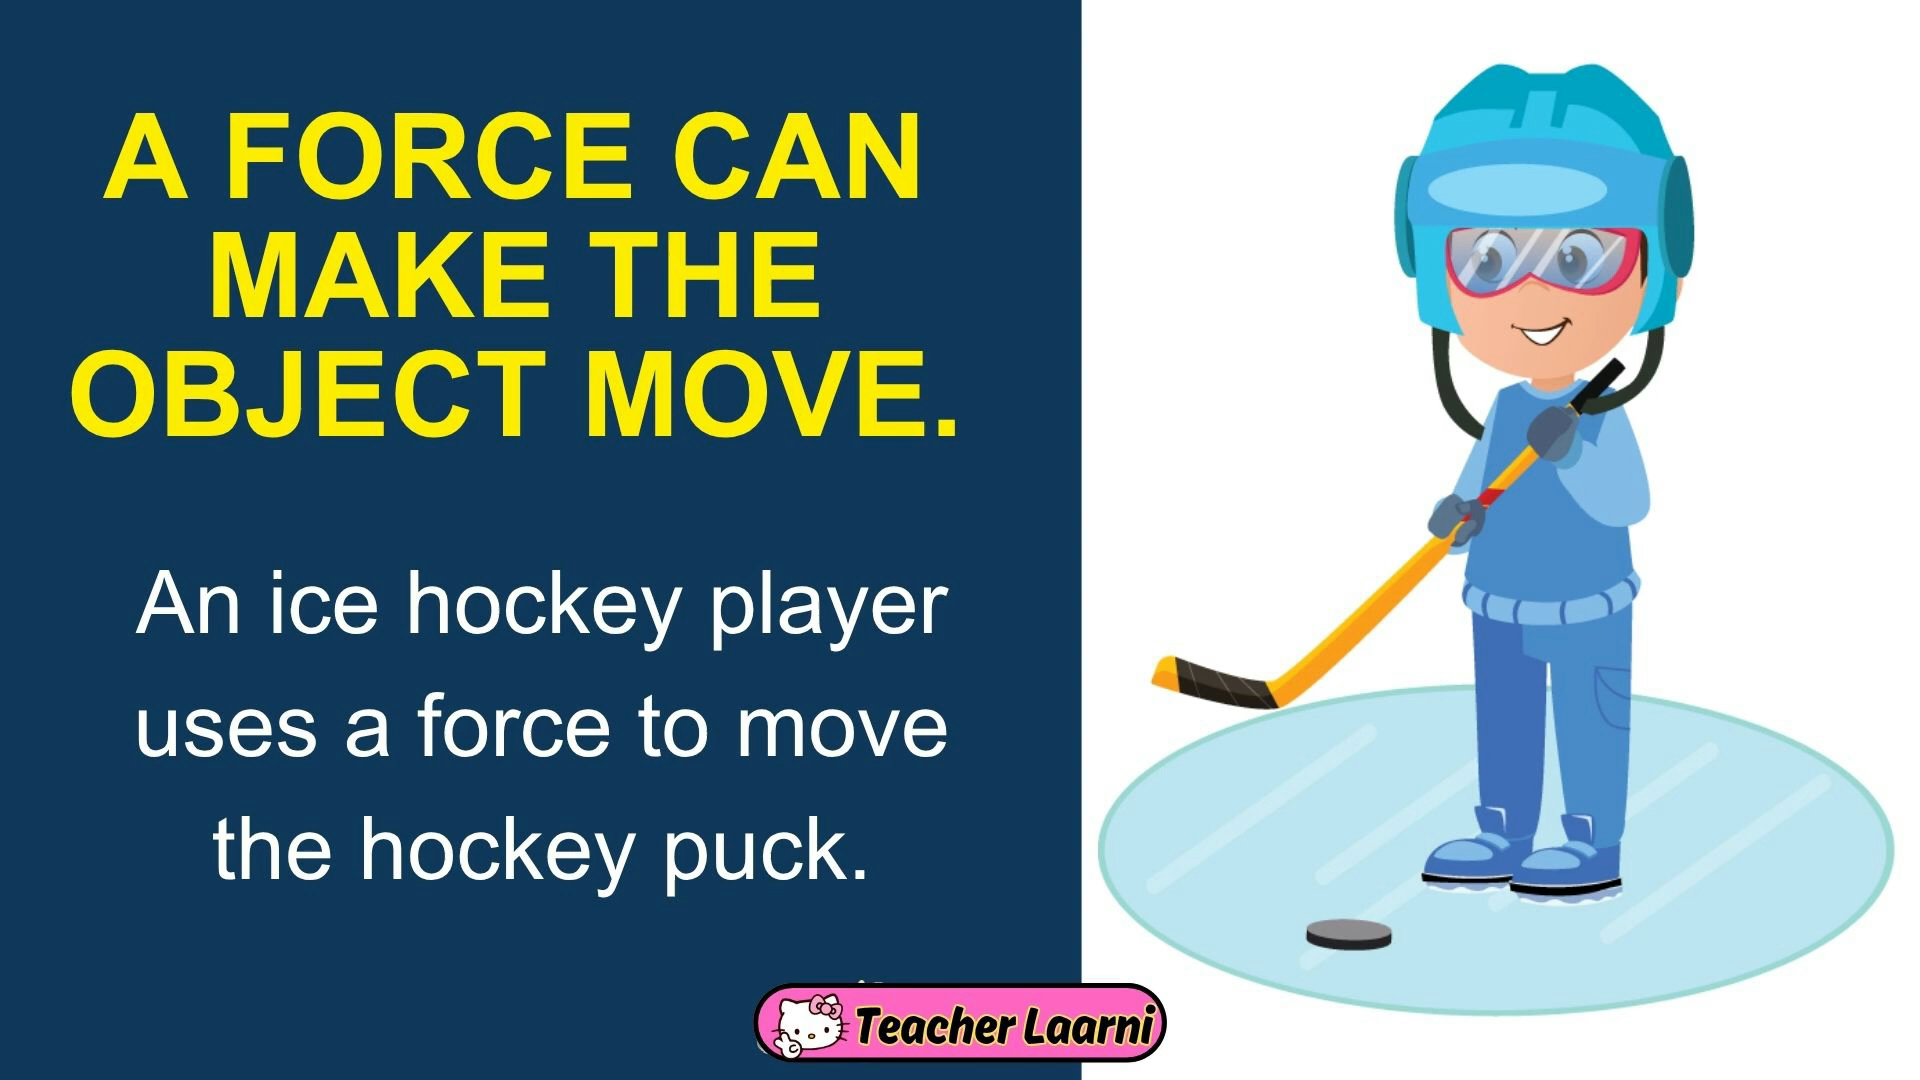 A FORCE CAN
MAKE THE
OBJECT MOVE.
An ice hockey player
uses a force to move
the hockey puck.
Teacher Laarni